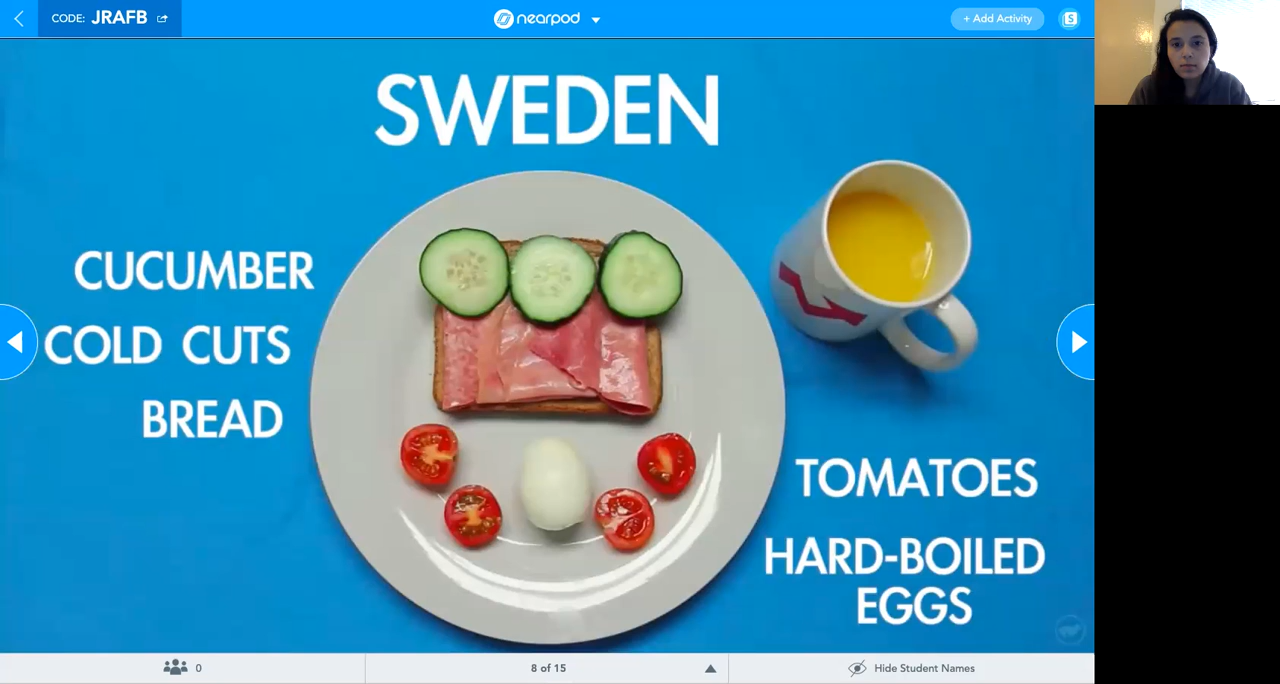 CODE: JRAFB
nearpod
+ Add Activity
S
SWEDEN
CUCUMBER
COLD CUTS
BREAD
TOMATOES
HARD-BOILED
EGGS
0
8 of 15
Hide Student Names